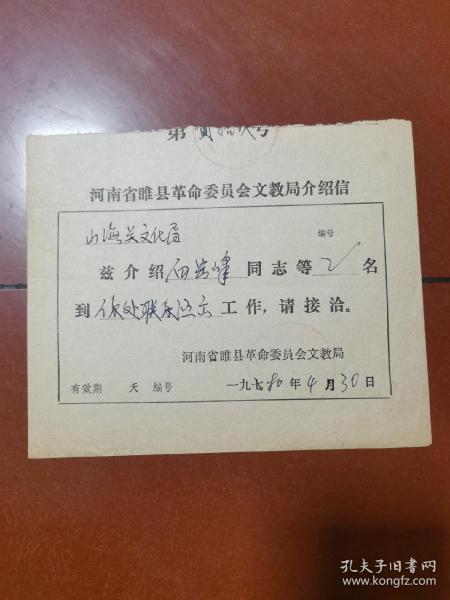 第 号
河南省睢县革命委员会文教局介绍信
山海关文化局
编号
兹介绍田岩峰同志等2名
到你处联系演出工作，请接洽。
河南省睢县革命委员会文教局
有效期 天 编号 一九七八〇年4月30日
孔夫子旧书网
www.kongfz.com